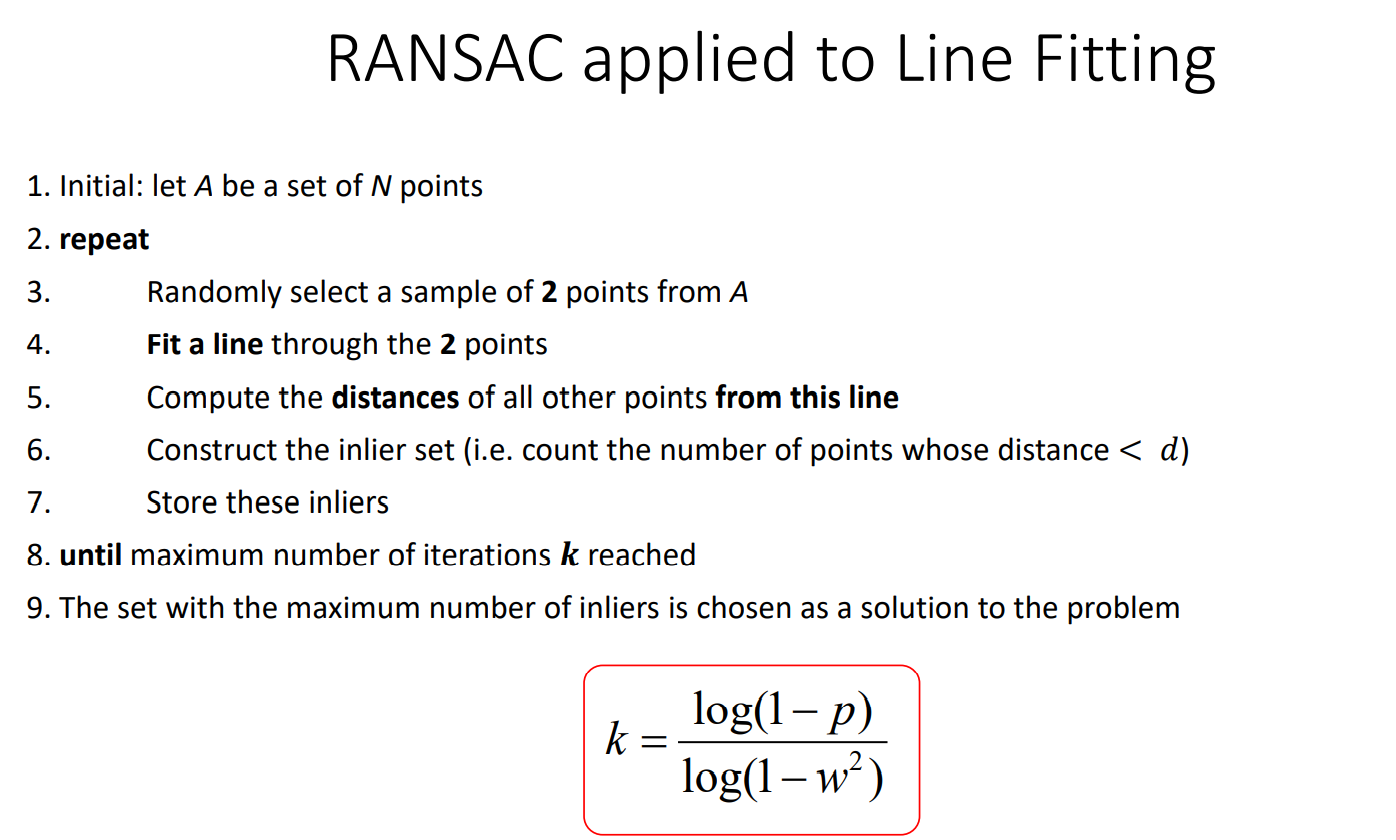 RANSAC applied to Line Fitting
1. Initial: let A be a set of N points
2. repeat
3. Randomly select a sample of 2 points from A
4. Fit a line through the 2 points
5. Compute the distances of all other points from this line
6. Construct the inlier set (i.e. count the number of points whose distance < d)
7. Store these inliers
8. until maximum number of iterations k reached
9. The set with the maximum number of inliers is chosen as a solution to the problem
k = log(1 − p) / log(1 − w²)